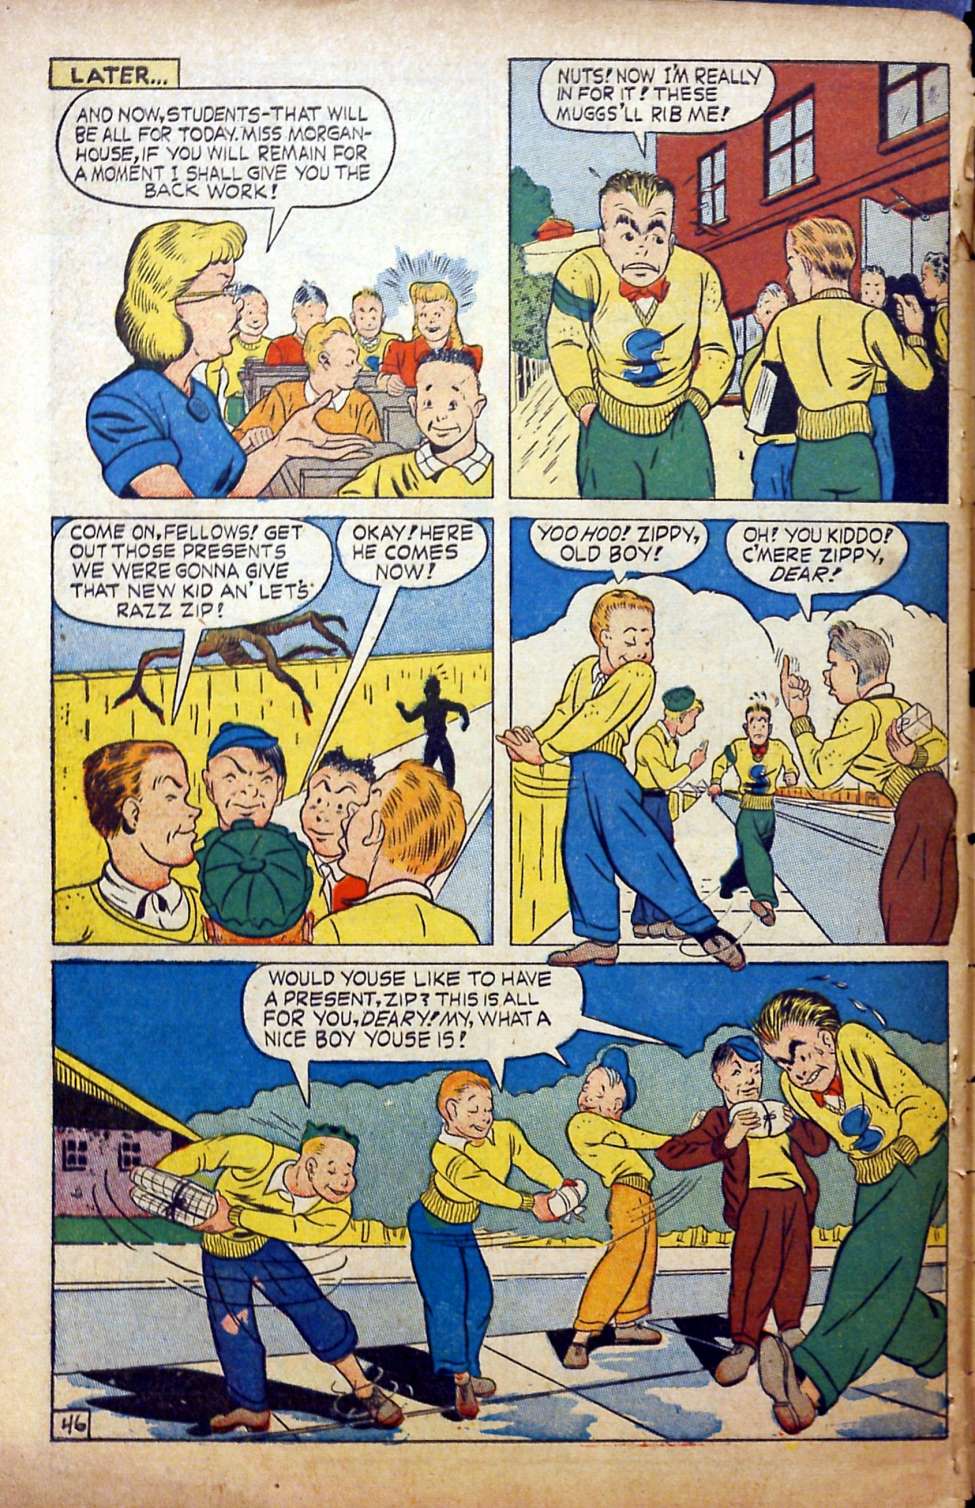 LATER...
AND NOW, STUDENTS-THAT WILL
BE ALL FOR TODAY. MISS MORGAN-
HOUSE, IF YOU WILL REMAIN FOR
A MOMENT I SHALL GIVE YOU THE
BACK WORK!
NUTS! NOW I'M REALLY
IN FOR IT! THESE
MUGGS'LL RIB ME!
S
COME ON, FELLOWS! GET
OUT THOSE PRESENTS
WE WERE GONNA GIVE
THAT NEW KID AN' LET'S
RAZZ ZIP!
OKAY! HERE
HE COMES
NOW!
YOO HOO! ZIPPY,
OLD BOY!
OH! YOU KIDDO!
C'MERE ZIPPY,
DEAR!
S
WOULD YOUSE LIKE TO HAVE
A PRESENT, ZIP? THIS IS ALL
FOR YOU, DEARY! MY, WHAT A
NICE BOY YOUSE IS!
S
46